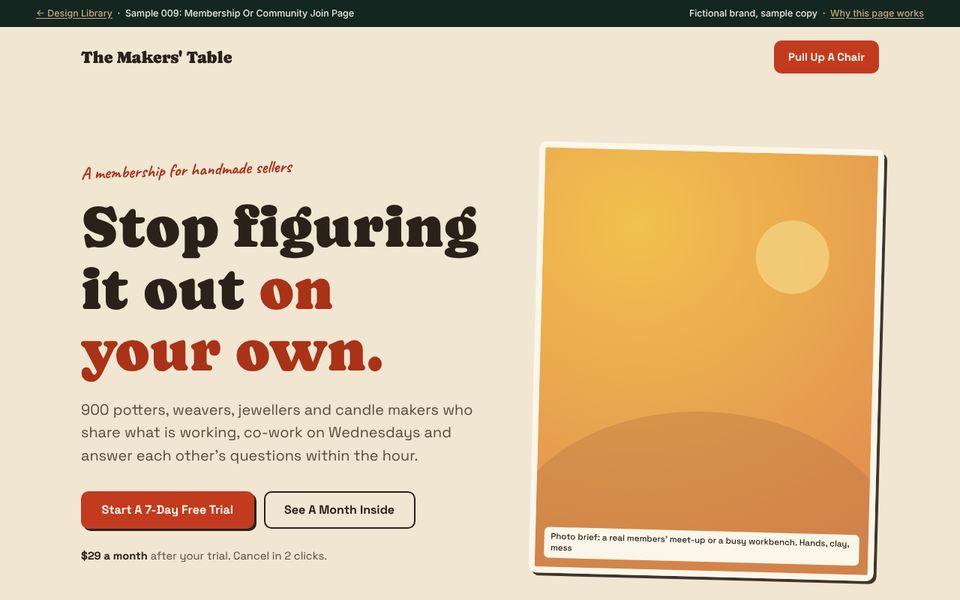 ← Design Library · Sample 009: Membership Or Community Join Page
Fictional brand, sample copy · Why this page works
The Makers' Table
Pull Up A Chair
A membership for handmade sellers
Stop figuring
it out on
your own.
900 potters, weavers, jewellers and candle makers who
share what is working, co-work on Wednesdays and
answer each other's questions within the hour.
Start A 7-Day Free Trial
See A Month Inside
$29 a month after your trial. Cancel in 2 clicks.
Photo brief: a real members' meet-up or a busy workbench. Hands, clay,
mess